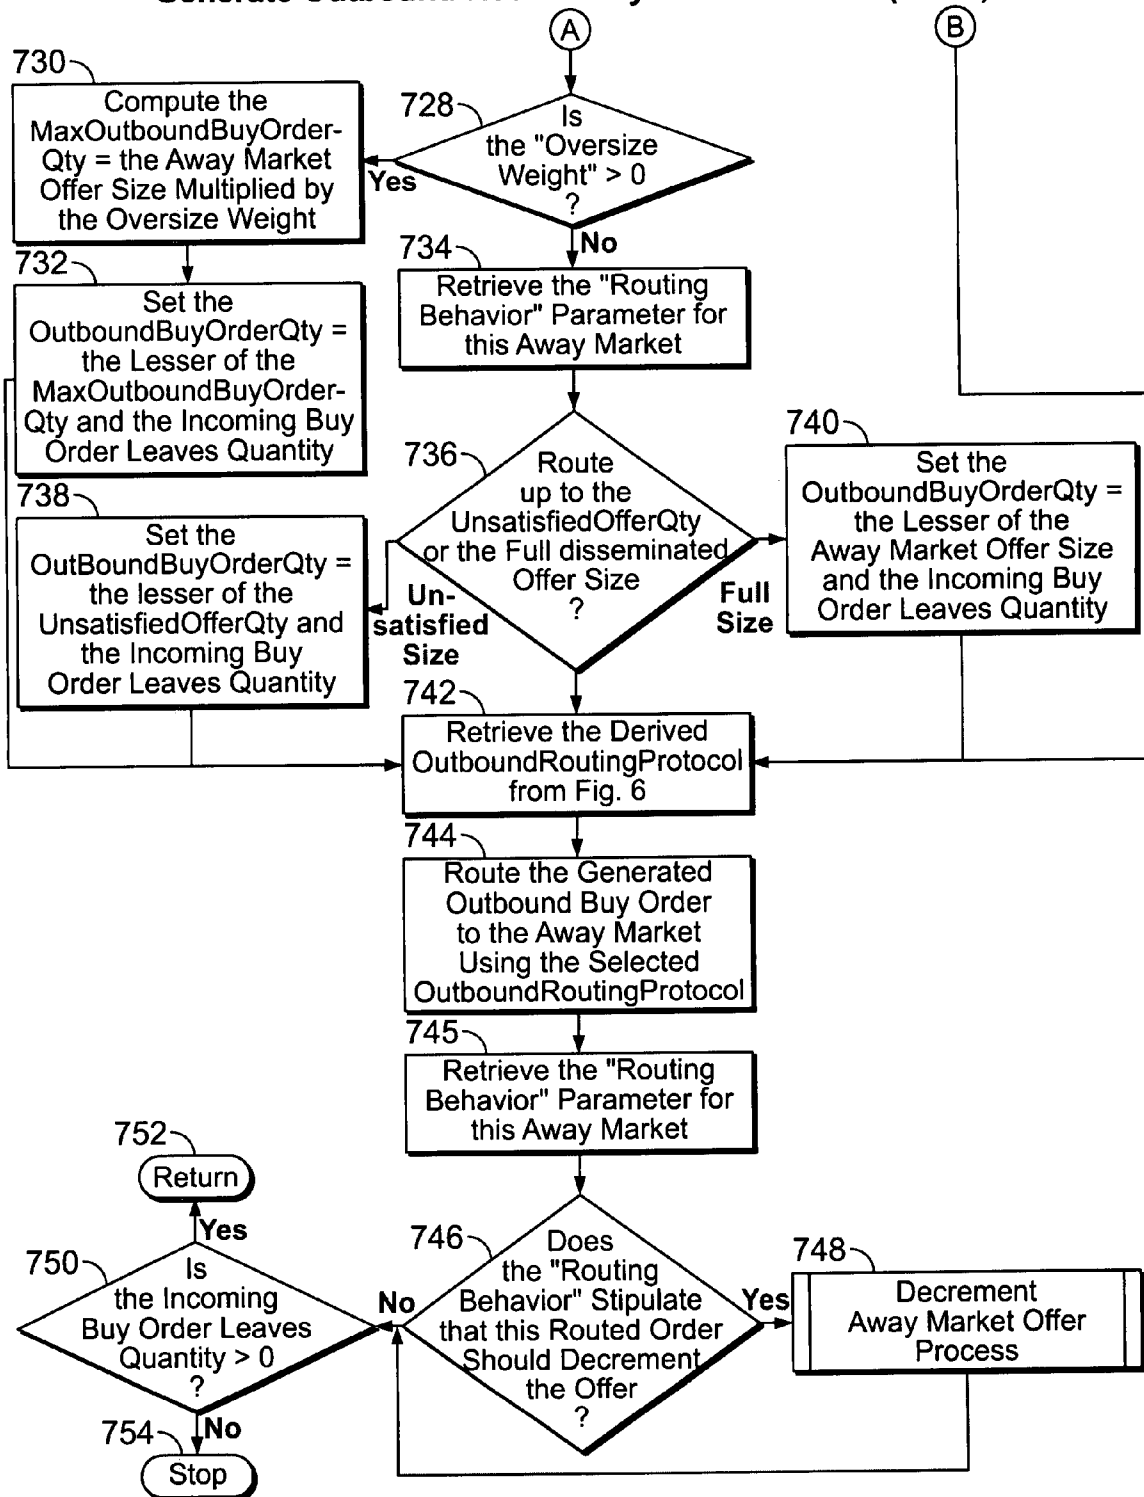 A
B
730
Compute the
MaxOutboundBuyOrder-
Qty = the Away Market
Offer Size Multiplied by
the Oversize Weight
728
Is
the "Oversize
Weight" > 0
?
Yes
No
732
Set the
OutboundBuyOrderQty =
the Lesser of the
MaxOutboundBuyOrder-
Qty and the Incoming Buy
Order Leaves Quantity
734
Retrieve the "Routing
Behavior" Parameter for
this Away Market
736
Route
up to the
UnsatisfiedOfferQty
or the Full disseminated
Offer Size
?
Un-
satisfied
Size
Full
Size
738
Set the
OutBoundBuyOrderQty =
the lesser of the
UnsatisfiedOfferQty and
the Incoming Buy
Order Leaves Quantity
740
Set the
OutboundBuyOrderQty =
the Lesser of the
Away Market Offer Size
and the Incoming Buy
Order Leaves Quantity
742
Retrieve the Derived
OutboundRoutingProtocol
from Fig. 6
744
Route the Generated
Outbound Buy Order
to the Away Market
Using the Selected
OutboundRoutingProtocol
745
Retrieve the "Routing
Behavior" Parameter for
this Away Market
746
Does
the "Routing
Behavior" Stipulate
that this Routed Order
Should Decrement
the Offer
?
Yes
No
748
Decrement
Away Market Offer
Process
750
Is
the Incoming
Buy Order Leaves
Quantity > 0
?
Yes
No
752
Return
754
Stop